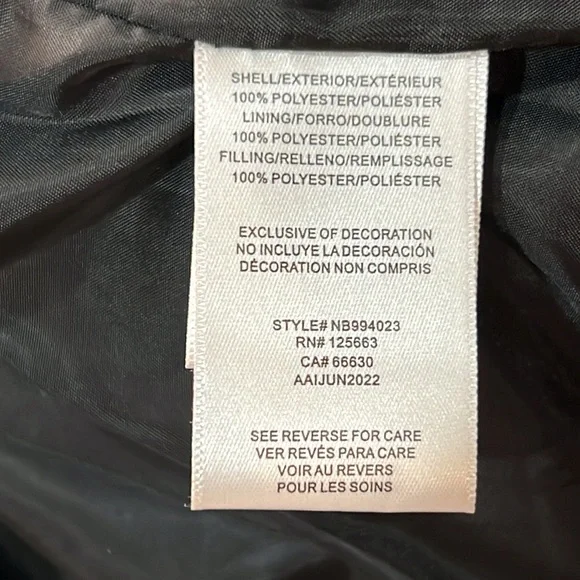 SHELL/EXTERIOR/EXTÉRIEUR
100% POLYESTER/POLIÉSTER
LINING/FORRO/DOUBLURE
100% POLYESTER/POLIÉSTER
FILLING/RELLENO/REMPLISSAGE
100% POLYESTER/POLIÉSTER
EXCLUSIVE OF DECORATION
NO INCLUYE LA DECORACIÓN
DÉCORATION NON COMPRIS
STYLE# NB994023
RN# 125663
CA# 66630
AAIJUN2022
SEE REVERSE FOR CARE
VER REVÉS PARA CARE
VOIR AU REVERS
POUR LES SOINS